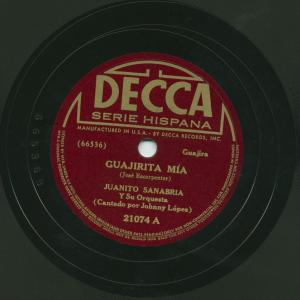 DECCA
SERIE HISPANA
MANUFACTURED IN U.S.A. - BY DECCA RECORDS, INC.
(66536)
Guajira
GUAJIRITA MÍA
(José Escarpenter)
JUANITO SANABRIA
Y Su Orquesta
(Cantado por Johnny López)
21074 A